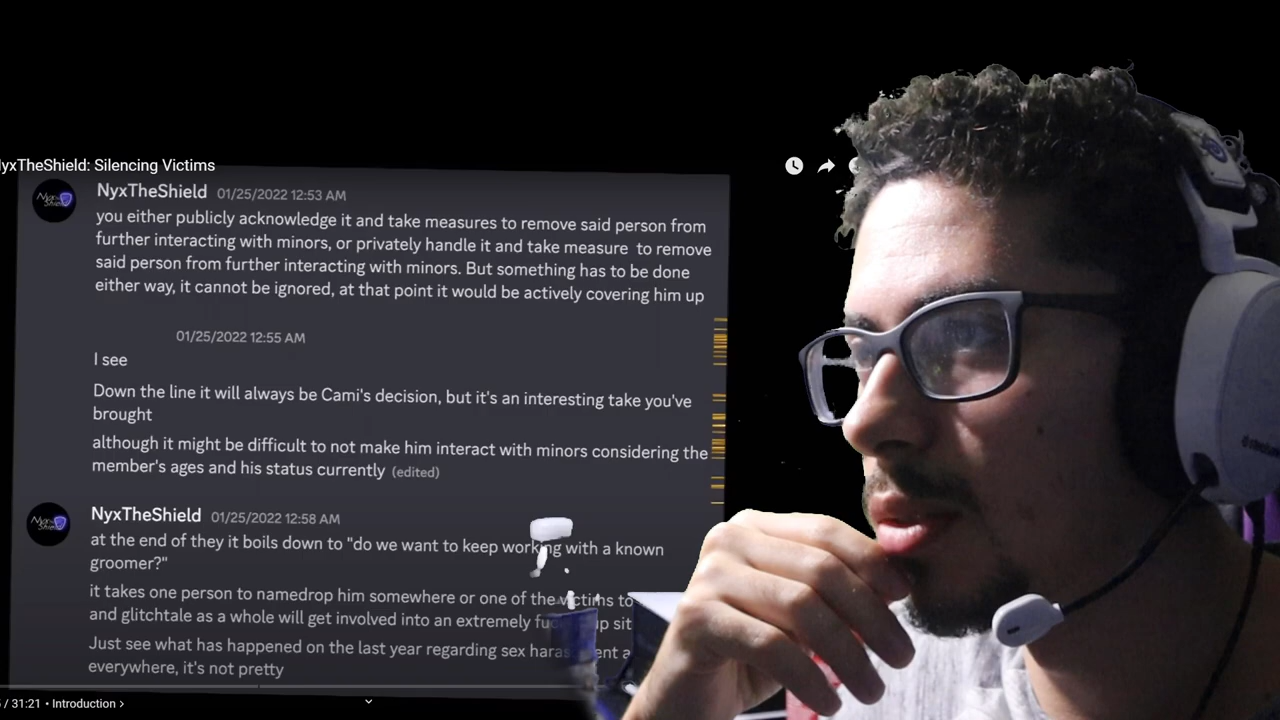 yxTheShield: Silencing Victims
NyxTheShield 01/25/2022 12:53 AM
you either publicly acknowledge it and take measures to remove said person from
further interacting with minors, or privately handle it and take measure to remove
said person from further interacting with minors. But something has to be done
either way, it cannot be ignored, at that point it would be actively covering him up
01/25/2022 12:55 AM
I see
Down the line it will always be Cami's decision, but it's an interesting take you've
brought
although it might be difficult to not make him interact with minors considering the
member's ages and his status currently (edited)
NyxTheShield 01/25/2022 12:58 AM
at the end of they it boils down to "do we want to keep working with a known
groomer?"
it takes one person to namedrop him somewhere or one of the victims to
and glitchtale as a whole will get involved into an extremely
Just see what has happened on the last year regarding sex
everywhere, it's not pretty
/ 31:21 • Introduction >